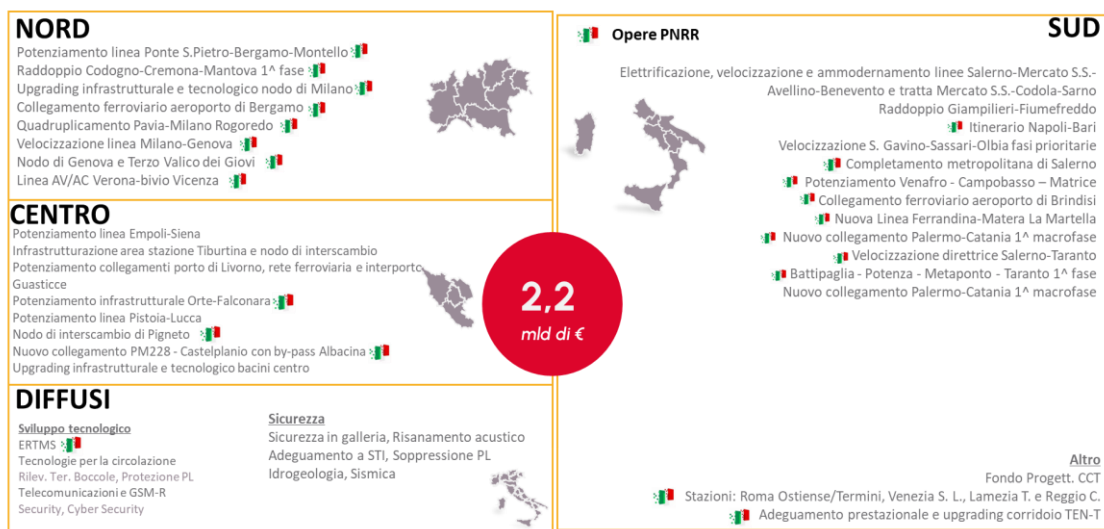 NORD
Potenziamento linea Ponte S.Pietro-Bergamo-Montello
Raddoppio Codogno-Cremona-Mantova 1^ fase
Upgrading infrastrutturale e tecnologico nodo di Milano
Collegamento ferroviario aeroporto di Bergamo
Quadruplicamento Pavia-Milano Rogoredo
Velocizzazione linea Milano-Genova
Nodo di Genova e Terzo Valico dei Giovi
Linea AV/AC Verona-bivio Vicenza
CENTRO
Potenziamento linea Empoli-Siena
Infrastrutturazione area stazione Tiburtina e nodo di interscambio
Potenziamento collegamenti porto di Livorno, rete ferroviaria e interporto
Guasticce
Potenziamento infrastrutturale Orte-Falconara
Potenziamento linea Pistoia-Lucca
Nodo di interscambio di Pigneto
Nuovo collegamento PM228 - Castelplanio con by-pass Albacina
Upgrading infrastrutturale e tecnologico bacini centro
DIFFUSI
Sviluppo tecnologico
ERTMS
Tecnologie per la circolazione
Rilev. Ter. Boccole, Protezione PL
Telecomunicazioni e GSM-R
Security, Cyber Security
Sicurezza
Sicurezza in galleria, Risanamento acustico
Adeguamento a STI, Soppressione PL
Idrogeologia, Sismica
2,2
mld di €
Opere PNRR
SUD
Elettrificazione, velocizzazione e ammodernamento linee Salerno-Mercato S.S.-
Avellino-Benevento e tratta Mercato S.S.-Codola-Sarno
Raddoppio Giampilieri-Fiumefreddo
Itinerario Napoli-Bari
Velocizzazione S. Gavino-Sassari-Olbia fasi prioritarie
Completamento metropolitana di Salerno
Potenziamento Venafro - Campobasso – Matrice
Collegamento ferroviario aeroporto di Brindisi
Nuova Linea Ferrandina-Matera La Martella
Nuovo collegamento Palermo-Catania 1^ macrofase
Velocizzazione direttrice Salerno-Taranto
Battipaglia - Potenza - Metaponto - Taranto 1^ fase
Nuovo collegamento Palermo-Catania 1^ macrofase
Altro
Fondo Progett. CCT
Stazioni: Roma Ostiense/Termini, Venezia S. L., Lamezia T. e Reggio C.
Adeguamento prestazionale e upgrading corridoio TEN-T